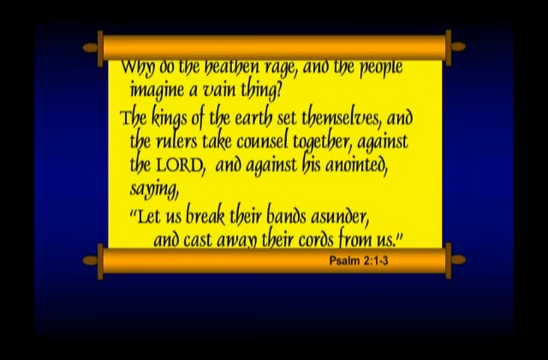 Why do the heathen rage, and the people
imagine a vain thing?
The kings of the earth set themselves, and
the rulers take counsel together, against
the LORD, and against his anointed,
saying,
“Let us break their bands asunder,
and cast away their cords from us.”
Psalm 2:1-3